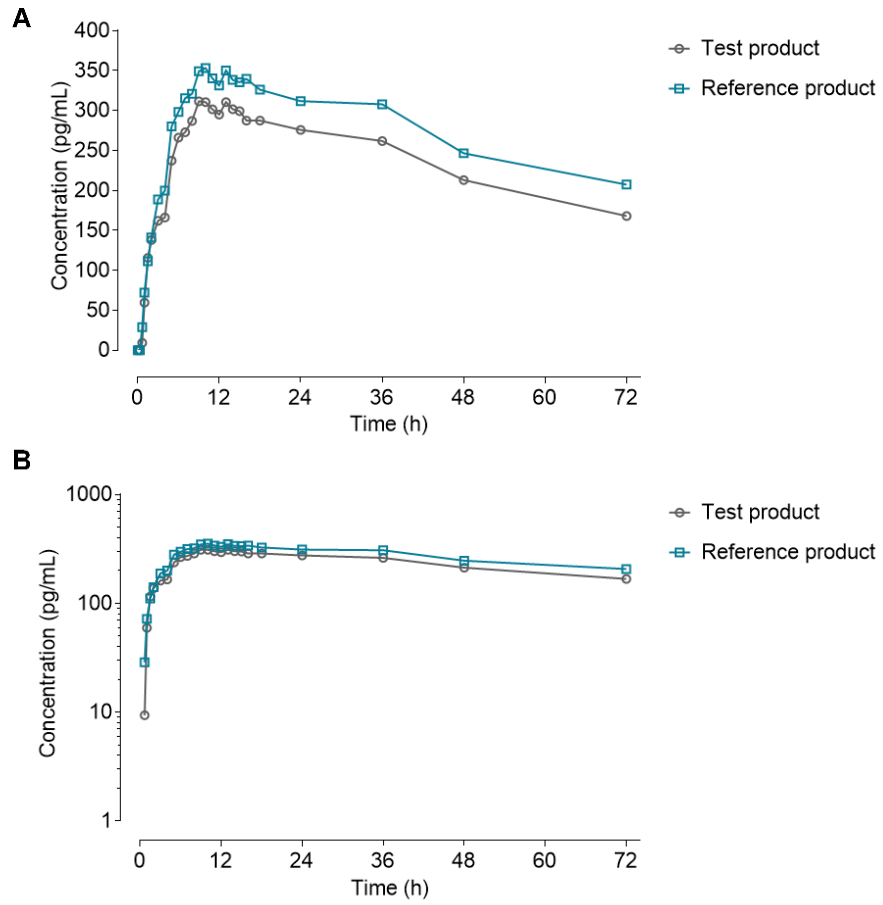 A
400
350
300
250
200
150
100
50
0
Concentration (pg/mL)
0 12 24 36 48 60 72
Time (h)
Test product
Reference product
B
1000
100
10
1
Concentration (pg/mL)
0 12 24 36 48 60 72
Time (h)
Test product
Reference product